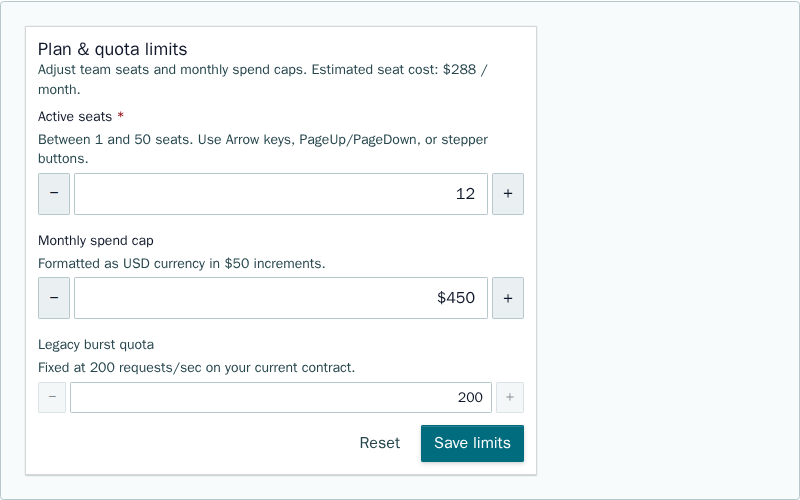 Plan & quota limits
Adjust team seats and monthly spend caps. Estimated seat cost: $288 /
month.
Active seats *
Between 1 and 50 seats. Use Arrow keys, PageUp/PageDown, or stepper
buttons.
− 12 +
Monthly spend cap
Formatted as USD currency in $50 increments.
− $450 +
Legacy burst quota
Fixed at 200 requests/sec on your current contract.
− 200 +
Reset Save limits